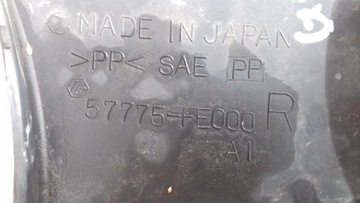 MADE IN JAPAN
>PP< SAE PP
57775-FE000 R
A1